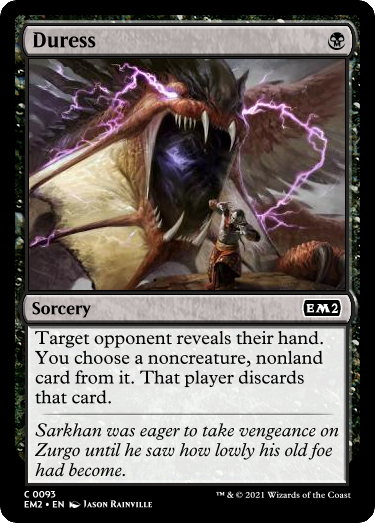 Duress
Sorcery
EM2
Target opponent reveals their hand.
You choose a noncreature, nonland
card from it. That player discards
that card.
Sarkhan was eager to take vengeance on
Zurgo until he saw how lowly his old foe
had become.
C 0093
EM2 • EN Jason Rainville
™ & © 2021 Wizards of the Coast